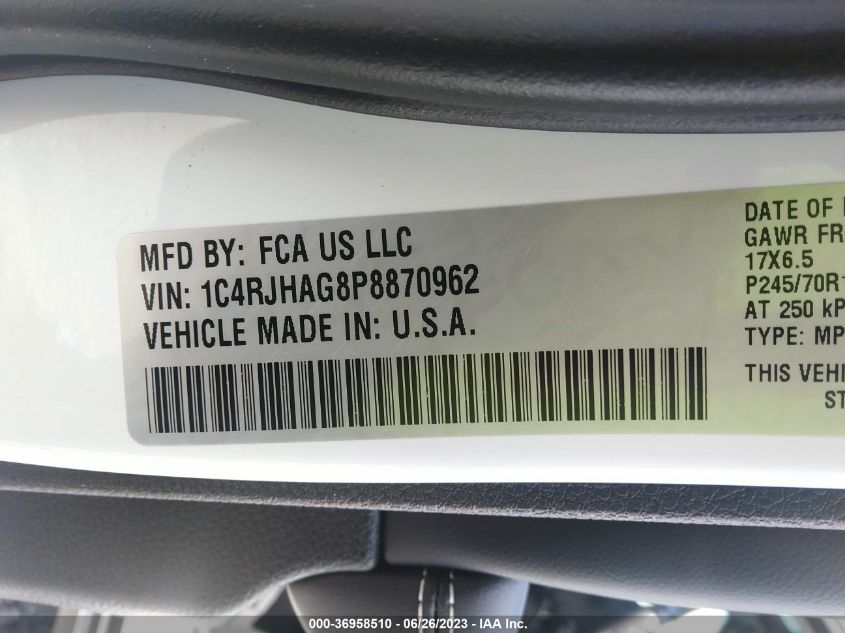 MFD BY: FCA US LLC
VIN: 1C4RJHAG8P8870962
VEHICLE MADE IN: U.S.A.
DATE OF
GAWR FR
17X6.5
P245/70R1
AT 250 kP
TYPE: MP
THIS VEHI
ST
000-36958510 - 06/26/2023 - IAA Inc.